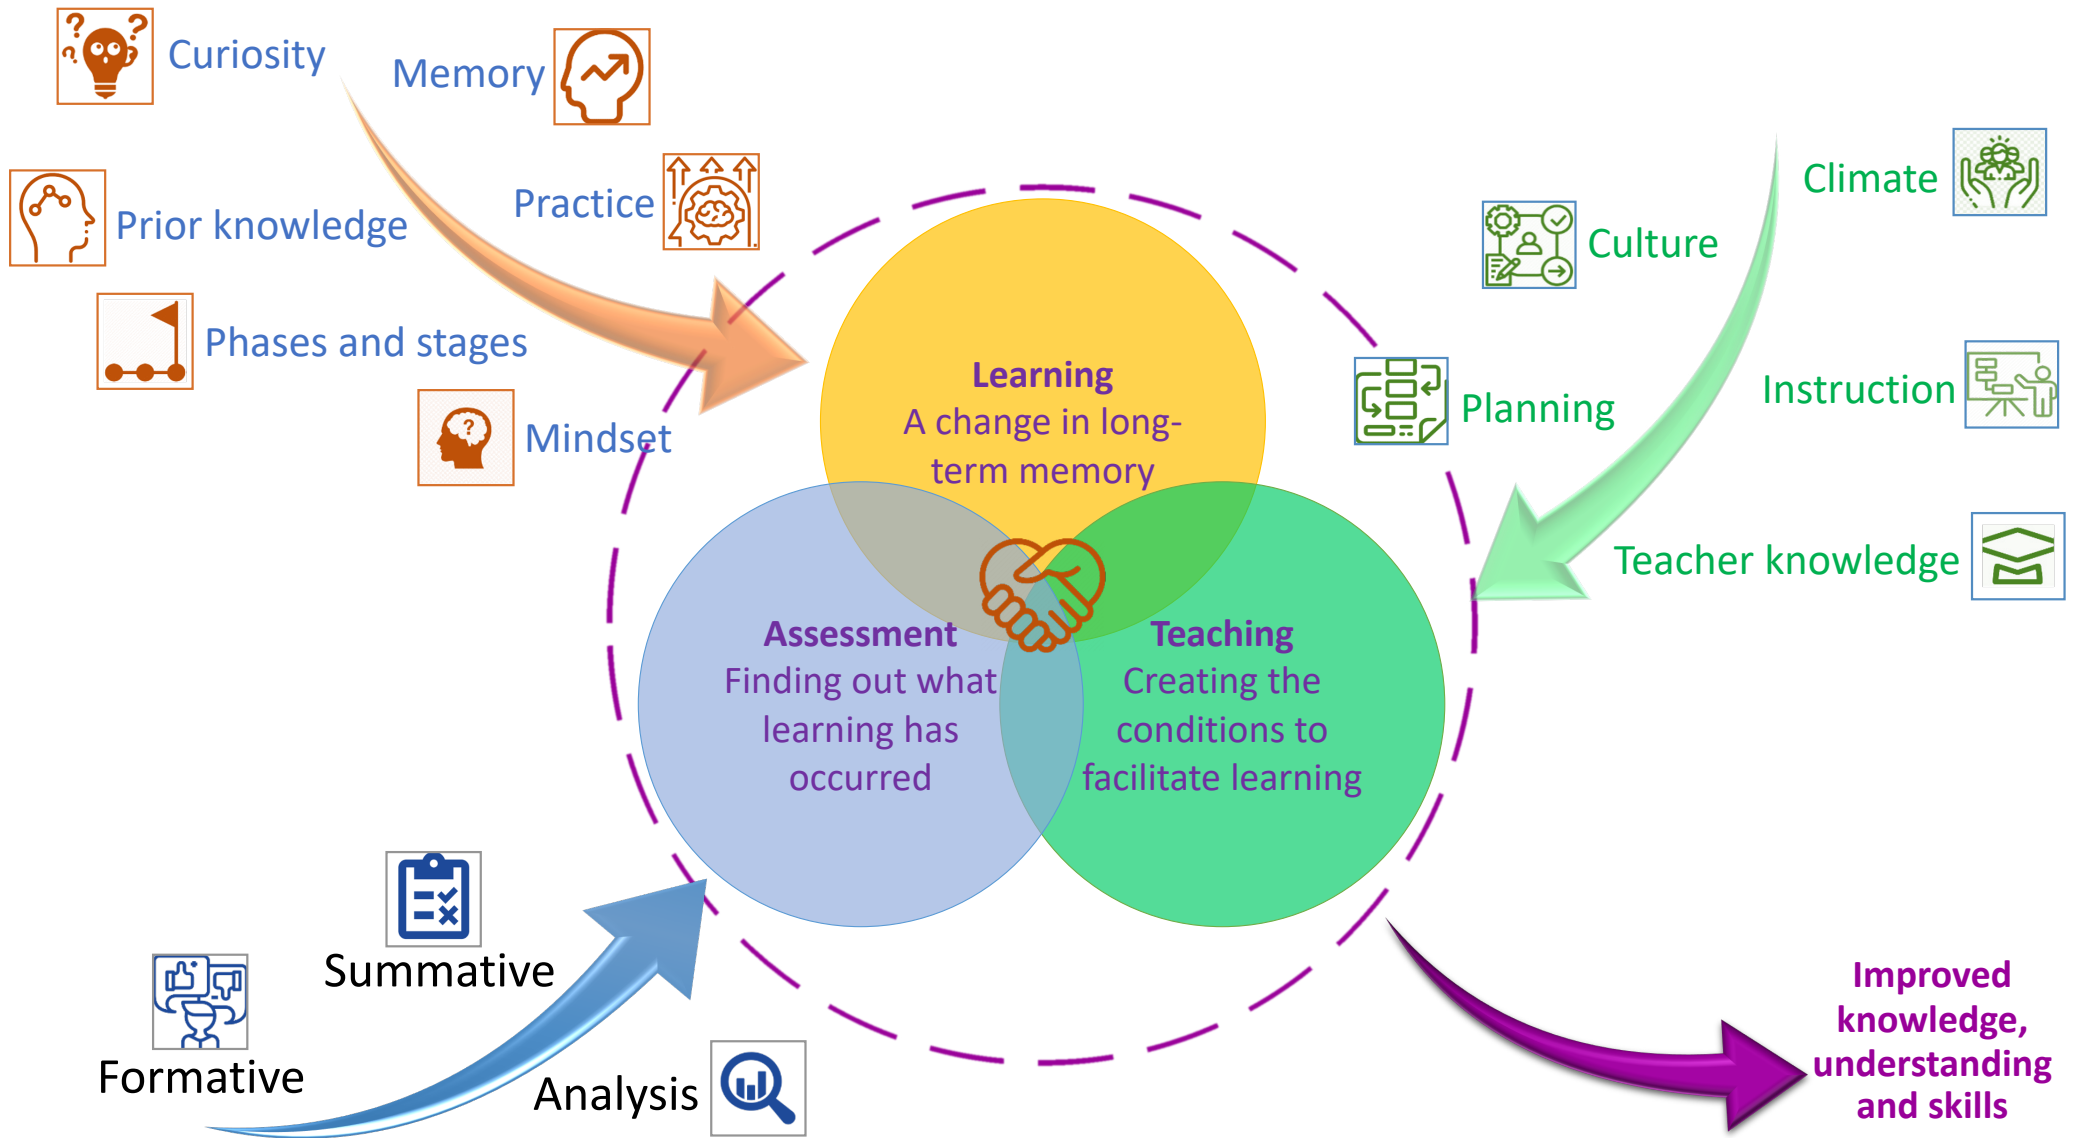 Curiosity
Memory
Practice
Prior knowledge
Phases and stages
Mindset
Climate
Culture
Instruction
Planning
Teacher knowledge
Learning
A change in long-
term memory
Assessment
Finding out what
learning has
occurred
Teaching
Creating the
conditions to
facilitate learning
Summative
Formative
Analysis
Improved
knowledge,
understanding
and skills